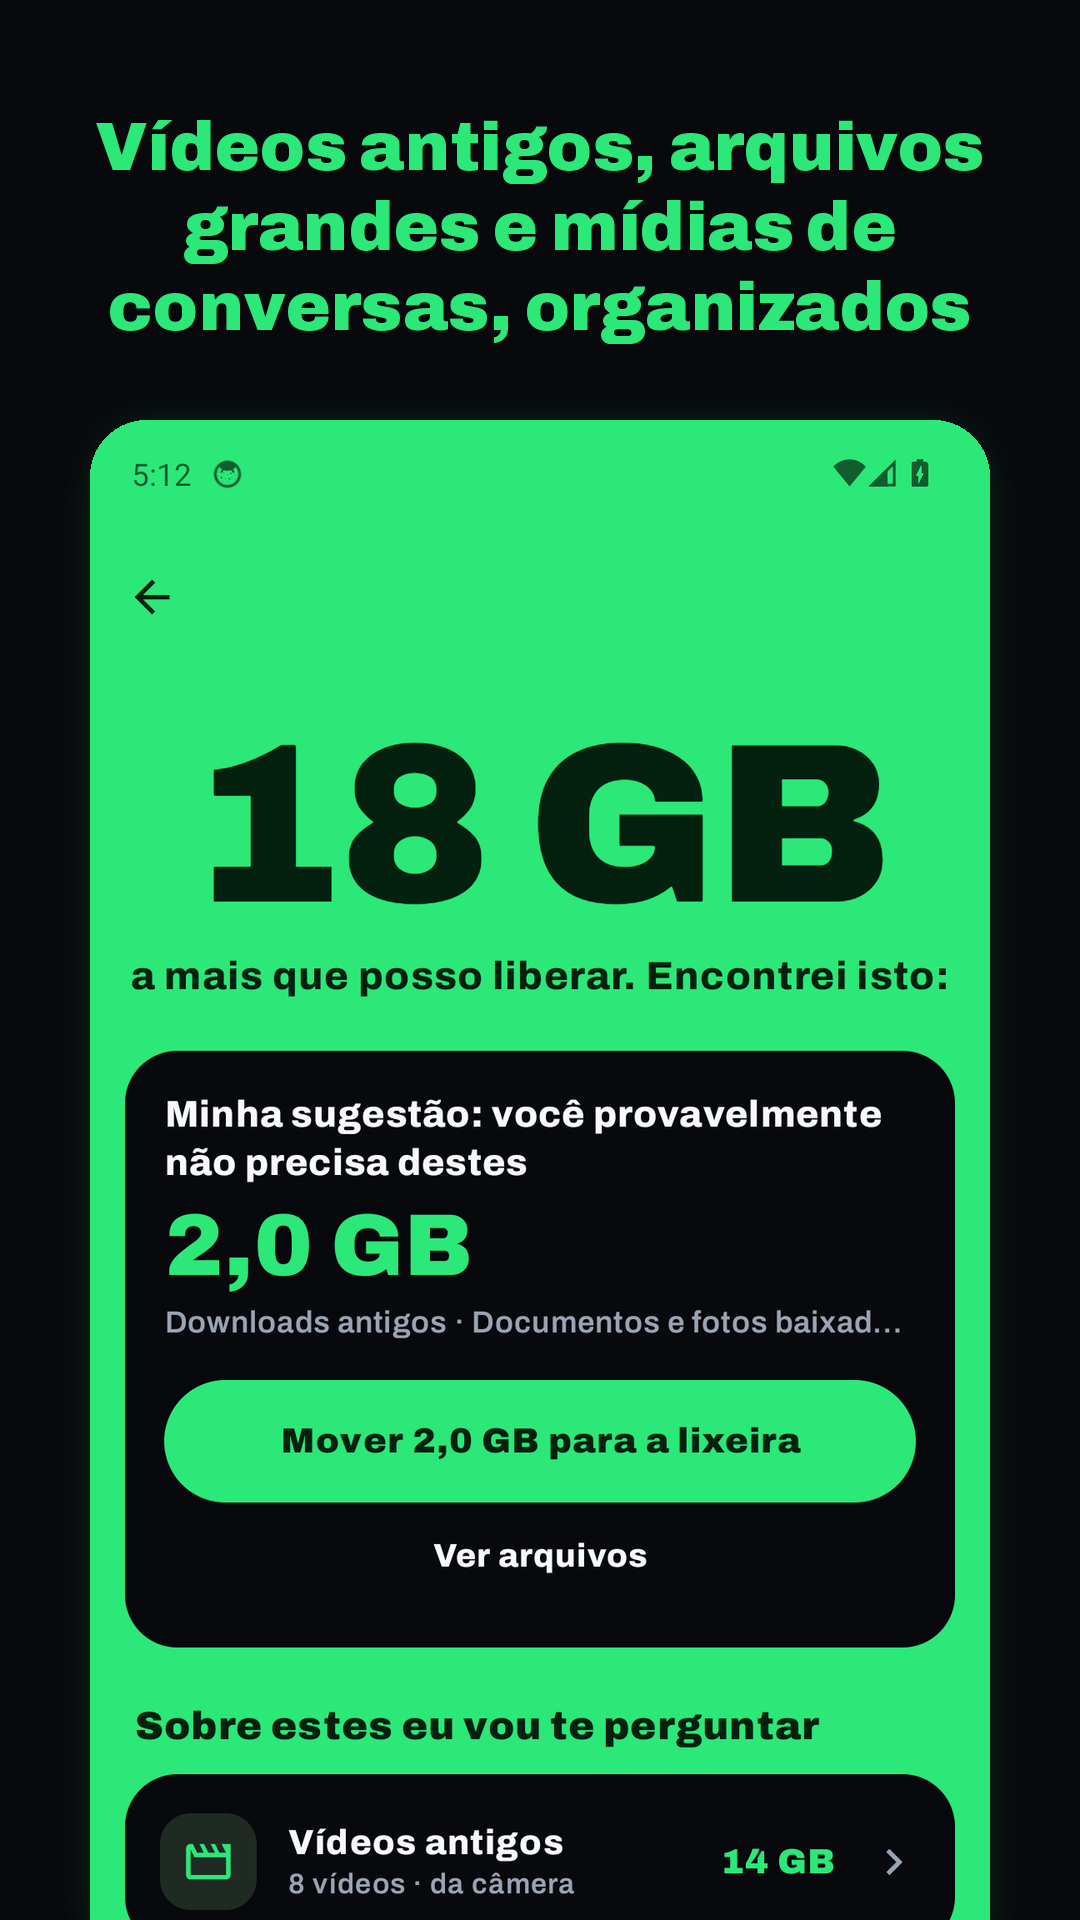 Vídeos antigos, arquivos
grandes e mídias de
conversas, organizados
5:12
18 GB
a mais que posso liberar. Encontrei isto:
Minha sugestão: você provavelmente
não precisa destes
2,0 GB
Downloads antigos · Documentos e fotos baixad...
Mover 2,0 GB para a lixeira
Ver arquivos
Sobre estes eu vou te perguntar
Vídeos antigos
14 GB
8 vídeos · da câmera